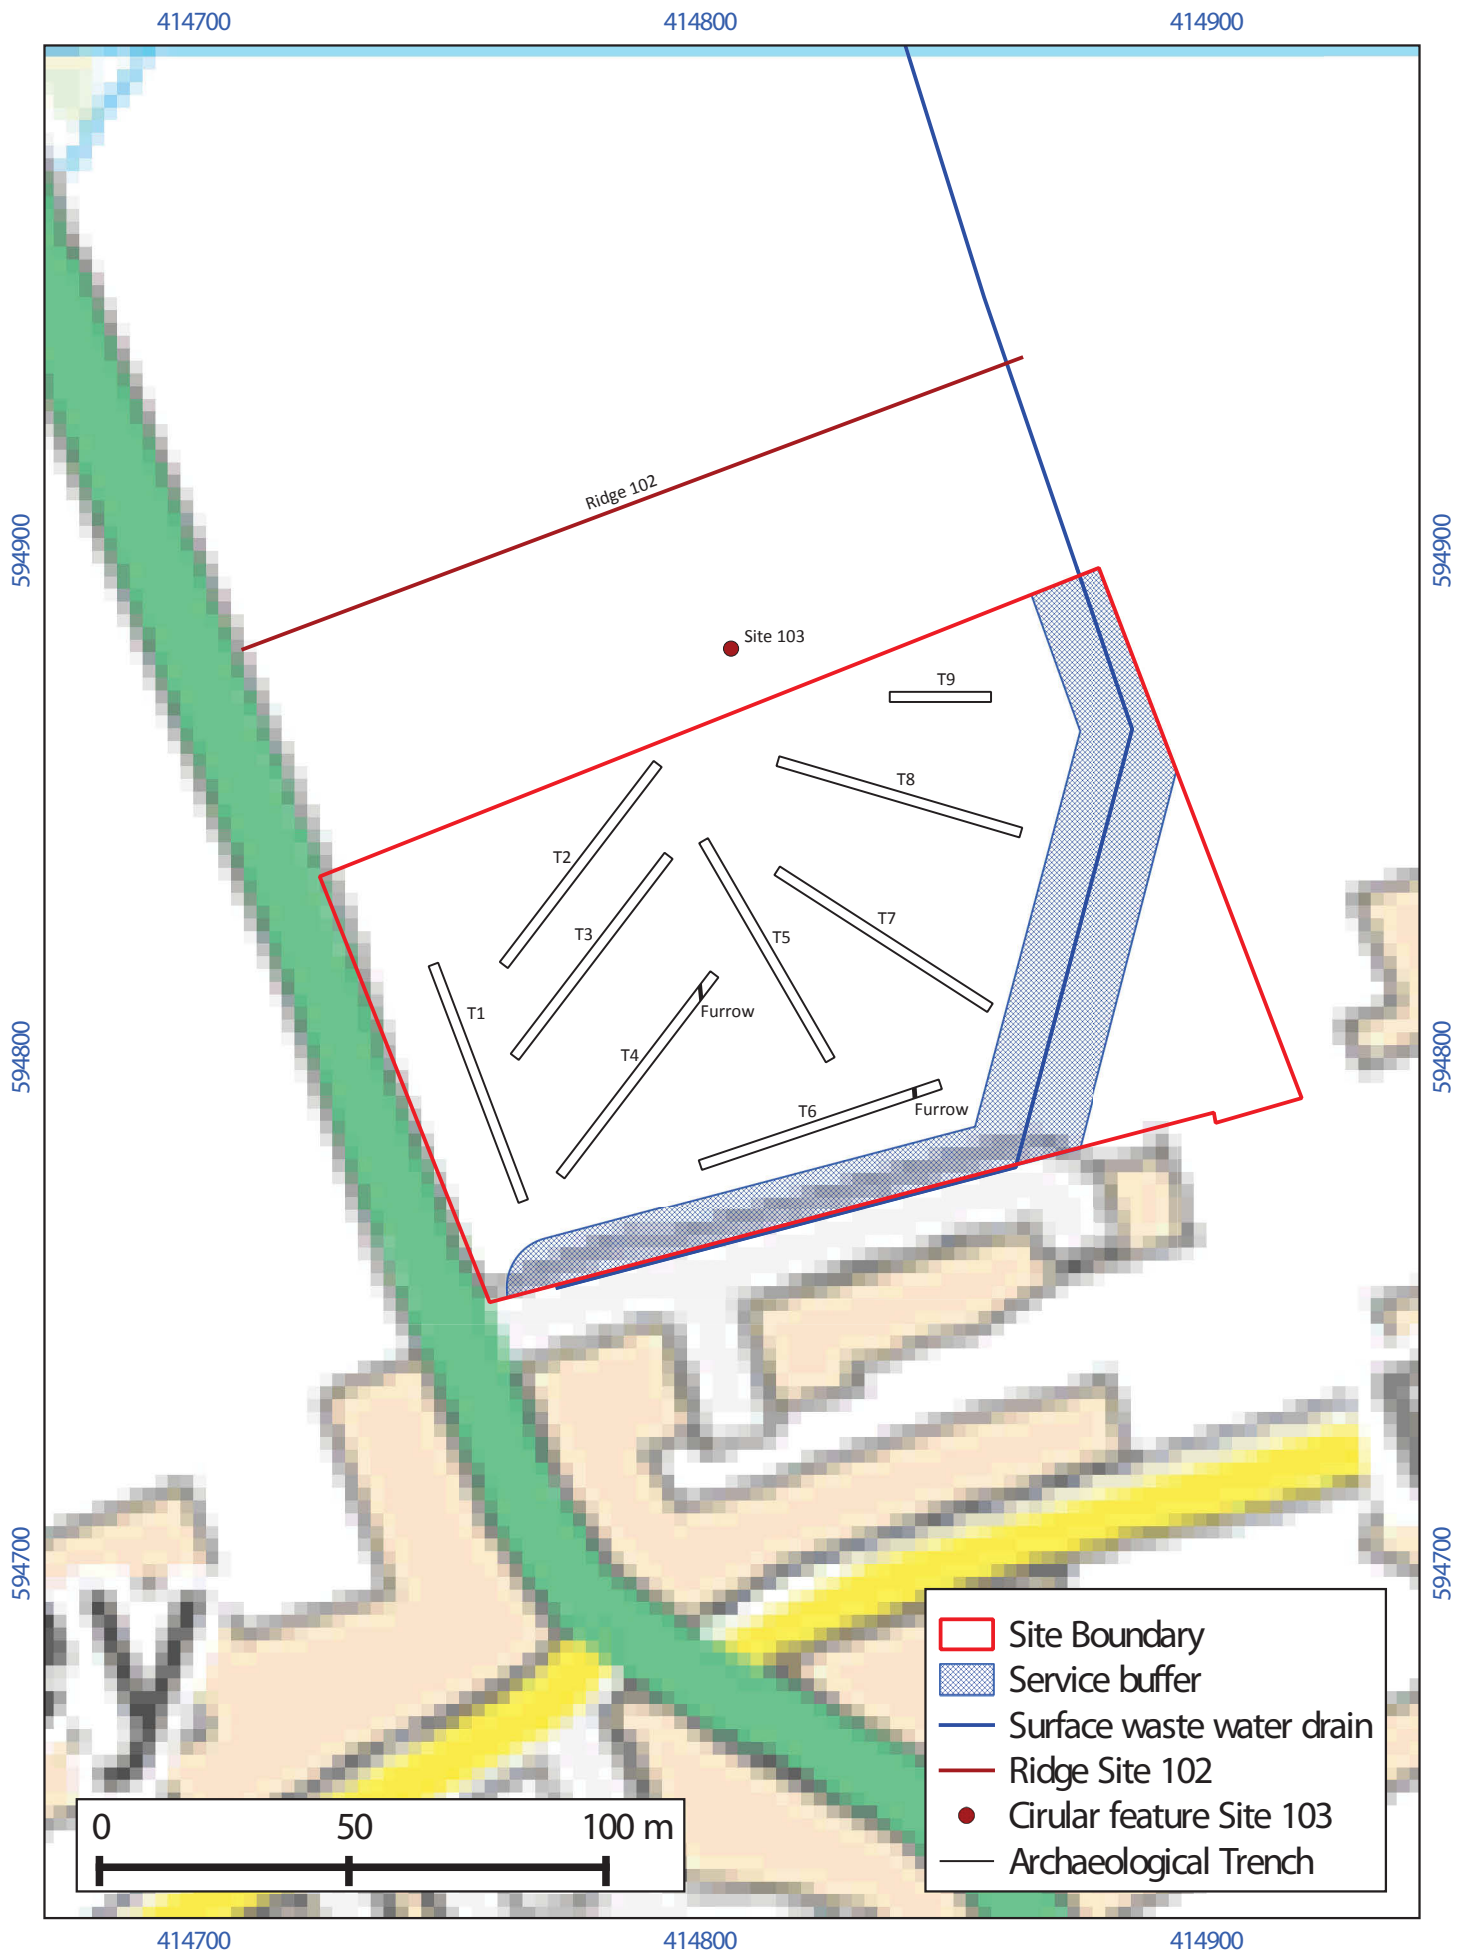 414700 414800 414900
594900 594900
Ridge 102
Site 103
T9
T8
T2
T7
T3
T5
T1
Furrow
T4
594800 594800
T6
Furrow
594700 594700
y
Site Boundary
Service buffer
Surface waste water drain
Ridge Site 102
Cirular feature Site 103
Archaeological Trench
0 50 100 m
414700 414800 414900